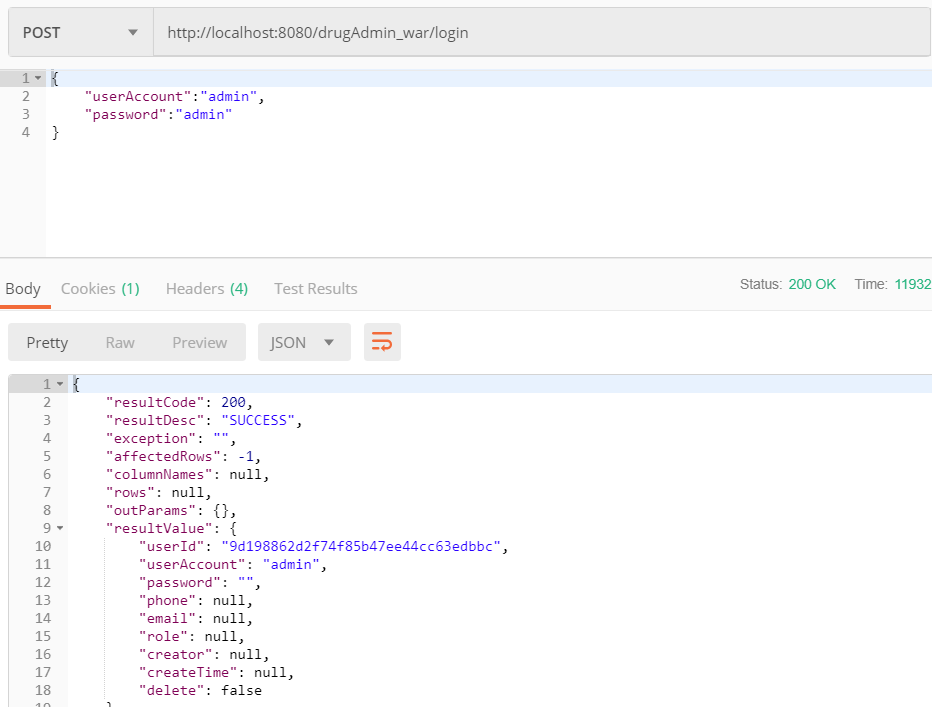 POST http://localhost:8080/drugAdmin_war/login
1 {
2 "userAccount":"admin",
3 "password":"admin"
4 }
Body Cookies (1) Headers (4) Test Results Status: 200 OK Time: 11932
Pretty Raw Preview JSON
1 {
2 "resultCode": 200,
3 "resultDesc": "SUCCESS",
4 "exception": "",
5 "affectedRows": -1,
6 "columnNames": null,
7 "rows": null,
8 "outParams": {},
9 "resultValue": {
10 "userId": "9d198862d2f74f85b47ee44cc63edbbc",
11 "userAccount": "admin",
12 "password": "",
13 "phone": null,
14 "email": null,
15 "role": null,
16 "creator": null,
17 "createTime": null,
18 "delete": false
19 }